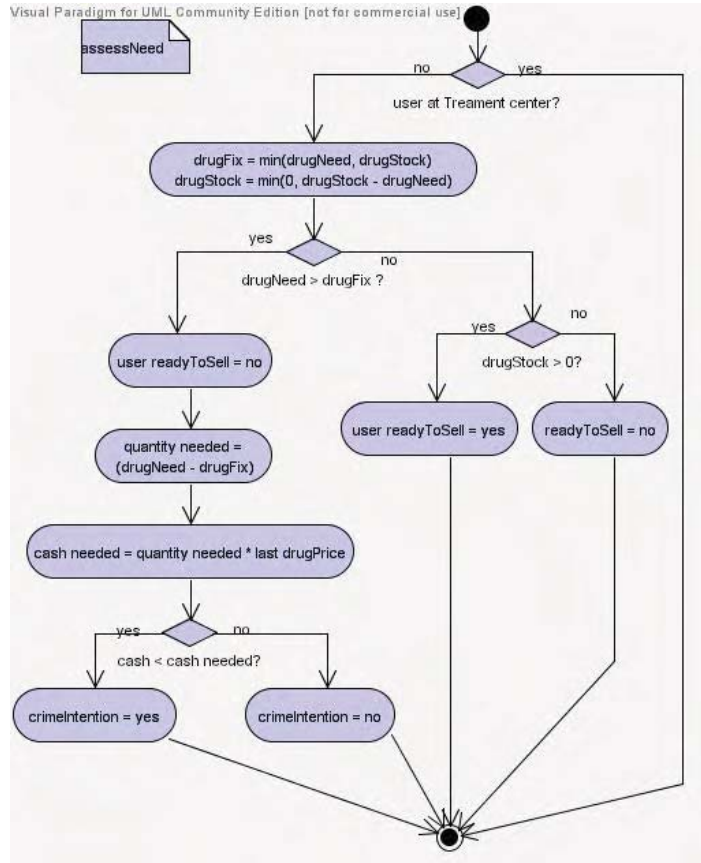 Visual Paradigm for UML Community Edition [not for commercial use]
assessNeed
no
yes
user at Treament center?
drugFix = min(drugNeed, drugStock)
drugStock = min(0, drugStock - drugNeed)
yes
no
drugNeed > drugFix ?
yes
no
drugStock > 0?
user readyToSell = no
user readyToSell = yes
readyToSell = no
quantity needed =
(drugNeed - drugFix)
cash needed = quantity needed * last drugPrice
yes
no
cash < cash needed?
crimeIntention = yes
crimeIntention = no